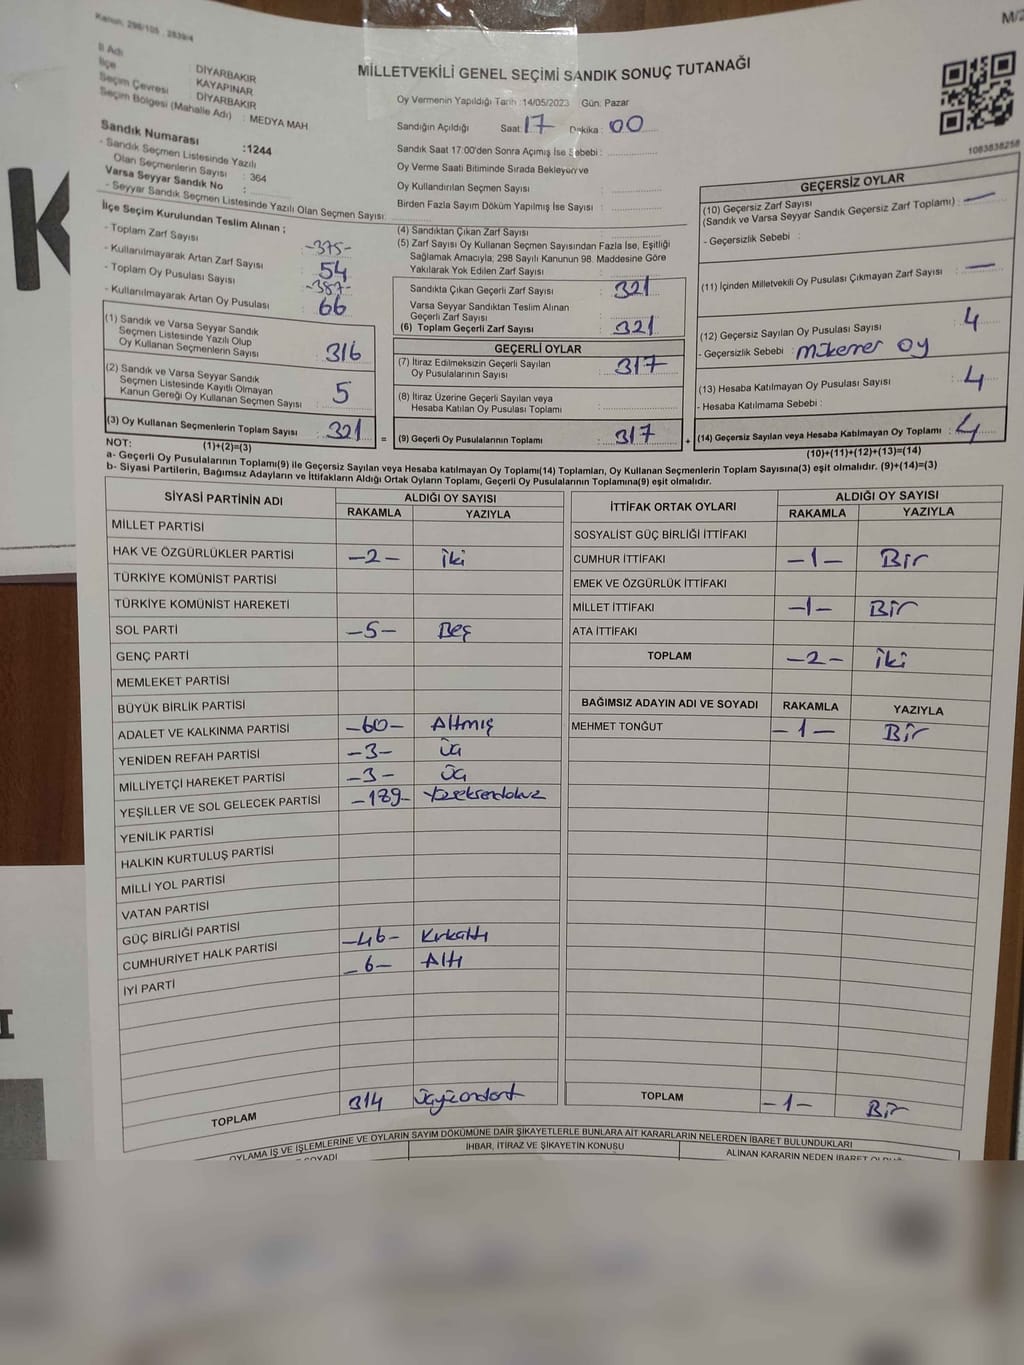 Kanun: 298/105 . 2839/4
M/2
İl Adı : DİYARBAKIR
İlçe : KAYAPINAR
Seçim Çevresi : DİYARBAKIR
Seçim Bölgesi (Mahalle Adı) : MEDYA MAH
MİLLETVEKİLİ GENEL SEÇİMİ SANDIK SONUÇ TUTANAĞI
Oy Vermenin Yapıldığı Tarih :14/05/2023 Gün: Pazar
Sandığın Açıldığı Saat: 17 Dakika: 00
Sandık Saat 17:00'den Sonra Açımış İse Sebebi :
Oy Verme Saati Bitiminde Sırada Bekleyen ve
Oy Kullandırılan Seçmen Sayısı
Birden Fazla Sayım Döküm Yapılmış İse Sayısı
1083838258
Sandık Numarası :1244
- Sandık Seçmen Listesinde Yazılı
Olan Seçmenlerin Sayısı : 364
Varsa Seyyar Sandık No :
- Seyyar Sandık Seçmen Listesinde Yazılı Olan Seçmen Sayısı:
İlçe Seçim Kurulundan Teslim Alınan ;
- Toplam Zarf Sayısı -375-
- Kullanılmayarak Artan Zarf Sayısı 54
- Toplam Oy Pusulası Sayısı -387-
- Kullanılmayarak Artan Oy Pusulası 66
(1) Sandık ve Varsa Seyyar Sandık
Seçmen Listesinde Yazılı Olup
Oy Kullanan Seçmenlerin Sayısı 316
(2) Sandık ve Varsa Seyyar Sandık
Seçmen Listesinde Kayıtlı Olmayan
Kanun Gereği Oy Kullanan Seçmen Sayısı 5
(3) Oy Kullanan Seçmenlerin Toplam Sayısı 321
(1)+(2)=(3)
(4) Sandıktan Çıkan Zarf Sayısı
(5) Zarf Sayısı Oy Kullanan Seçmen Sayısından Fazla İse, Eşitliği
Sağlamak Amacıyla; 298 Sayılı Kanunun 98. Maddesine Göre
Yakılarak Yok Edilen Zarf Sayısı
Sandıkta Çıkan Geçerli Zarf Sayısı : 321
Varsa Seyyar Sandıktan Teslim Alınan
Geçerli Zarf Sayısı
(6) Toplam Geçerli Zarf Sayısı : 321
GEÇERLİ OYLAR
(7) İtiraz Edilmeksizin Geçerli Sayılan
Oy Pusulalarının Sayısı : 317
(8) İtiraz Üzerine Geçerli Sayılan veya
Hesaba Katılan Oy Pusulası Toplamı
= (9) Geçerli Oy Pusulalarının Toplamı : 317 +
GEÇERSİZ OYLAR
(10) Geçersiz Zarf Sayısı
(Sandık ve Varsa Seyyar Sandık Geçersiz Zarf Toplamı) : —
- Geçersizlik Sebebi :
(11) İçinden Milletvekili Oy Pusulası Çıkmayan Zarf Sayısı : —
(12) Geçersiz Sayılan Oy Pusulası Sayısı : 4
- Geçersizlik Sebebi : Mükerrer oy
(13) Hesaba Katılmayan Oy Pusulası Sayısı : 4
- Hesaba Katılmama Sebebi :
(14) Geçersiz Sayılan veya Hesaba Katılmayan Oy Toplamı : 4
(10)+(11)+(12)+(13)=(14)
NOT:
a- Geçerli Oy Pusulalarının Toplamı(9) ile Geçersiz Sayılan veya Hesaba katılmayan Oy Toplamı(14) Toplamları, Oy Kullanan Seçmenlerin Toplam Sayısına(3) eşit olmalıdır. (9)+(14)=(3)
b- Siyasi Partilerin, Bağımsız Adayların ve İttifakların Aldığı Ortak Oyların Toplamı, Geçerli Oy Pusulalarının Toplamına(9) eşit olmalıdır.
SİYASİ PARTİNİN ADI ALDIĞI OY SAYISI
RAKAMLA YAZIYLA
MİLLET PARTİSİ
HAK VE ÖZGÜRLÜKLER PARTİSİ -2- iki
TÜRKİYE KOMÜNİST PARTİSİ
TÜRKİYE KOMÜNİST HAREKETİ
SOL PARTİ -5- Beş
GENÇ PARTİ
MEMLEKET PARTİSİ
BÜYÜK BİRLİK PARTİSİ
ADALET VE KALKINMA PARTİSİ -60- Altmış
YENİDEN REFAH PARTİSİ -3- üç
MİLLİYETÇİ HAREKET PARTİSİ -3- üç
YEŞİLLER VE SOL GELECEK PARTİSİ -189- yüzseksendokuz
YENİLİK PARTİSİ
HALKIN KURTULUŞ PARTİSİ
MİLLİ YOL PARTİSİ
VATAN PARTİSİ
GÜÇ BİRLİĞİ PARTİSİ
CUMHURİYET HALK PARTİSİ -46- Kırkaltı
İYİ PARTİ -6- Altı
TOPLAM 314 üçyüzondört
İTTİFAK ORTAK OYLARI ALDIĞI OY SAYISI
RAKAMLA YAZIYLA
SOSYALİST GÜÇ BİRLİĞİ İTTİFAKI
CUMHUR İTTİFAKI -1- Bir
EMEK VE ÖZGÜRLÜK İTTİFAKI
MİLLET İTTİFAKI -1- Bir
ATA İTTİFAKI
TOPLAM -2- iki
BAĞIMSIZ ADAYIN ADI VE SOYADI RAKAMLA YAZIYLA
MEHMET TONĞUT -1- Bir
TOPLAM -1- Bir
OYLAMA İŞ VE İŞLEMLERİNE VE OYLARIN SAYIM DÖKÜMÜNE DAİR ŞİKAYETLERLE BUNLARA AİT KARARLARIN NELERDEN İBARET BULUNDUKLARI
SOYADI İHBAR, İTİRAZ VE ŞİKAYETİN KONUSU ALINAN KARARIN NEDEN İBARET